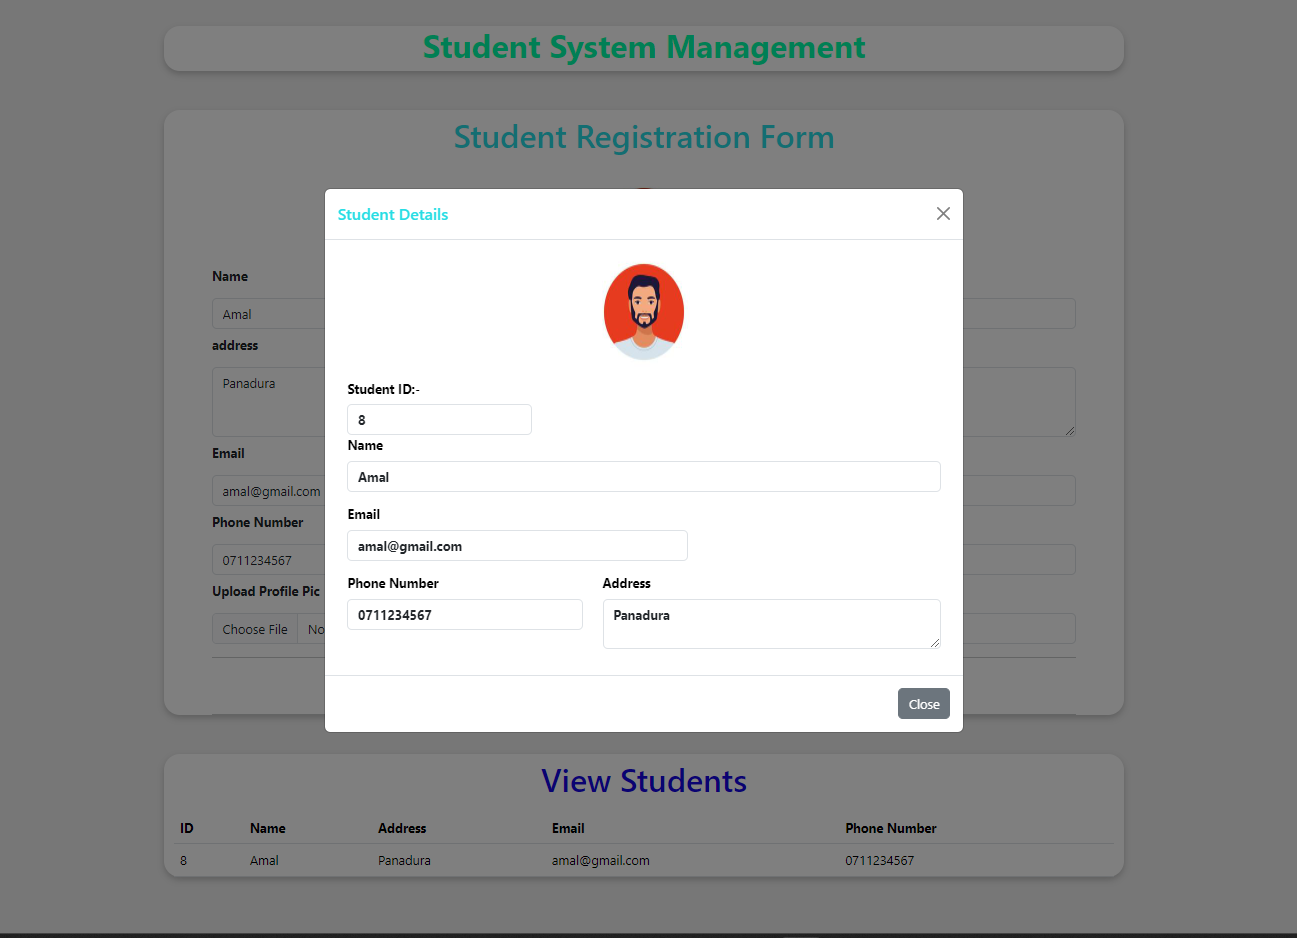 Student System Management
Student Registration Form
Name
Amal
address
Panadura
Email
amal@gmail.com
Phone Number
0711234567
Upload Profile Pic
Choose File No
Student Details
Student ID:-
8
Name
Amal
Email
amal@gmail.com
Phone Number Address
0711234567 Panadura
Close
View Students
ID Name Address Email Phone Number
8 Amal Panadura amal@gmail.com 0711234567